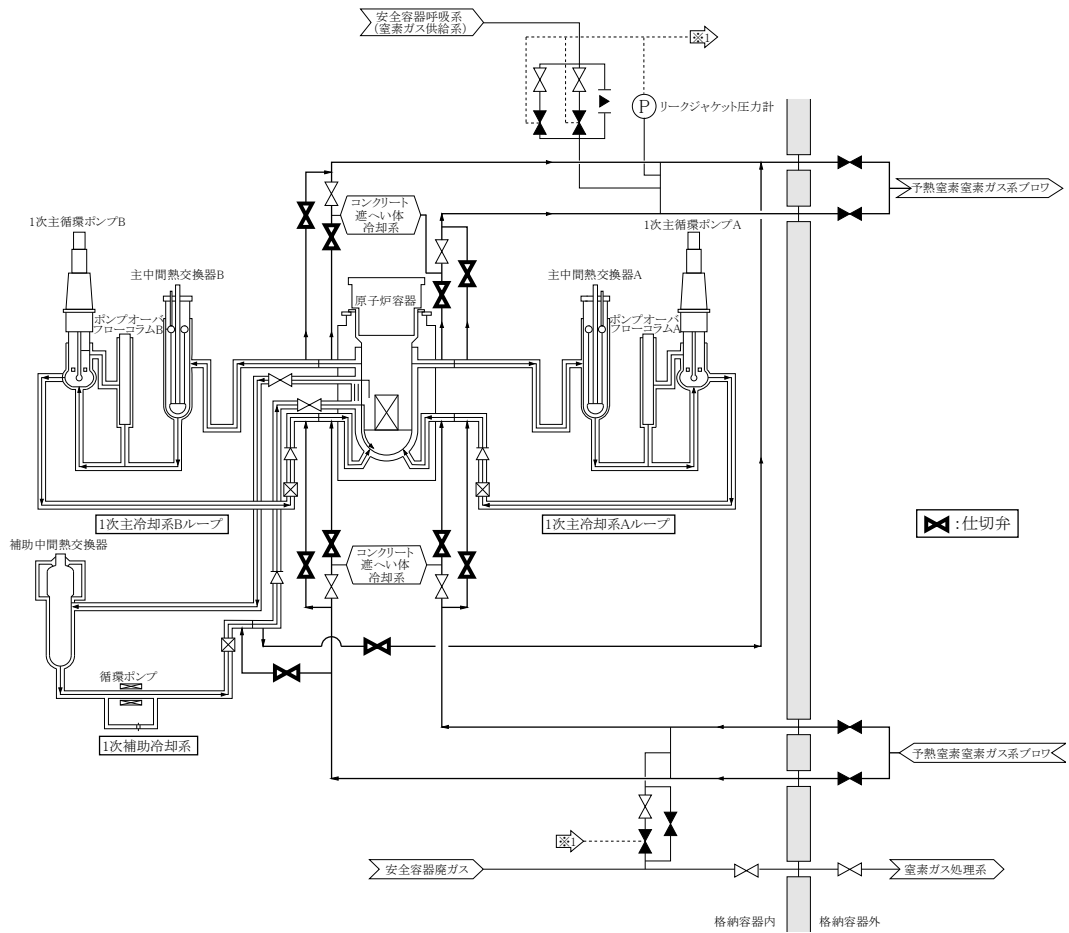 安全容器呼吸系
(窒素ガス供給系)
※1
P
リークジャケット圧力計
予熱窒素窒素ガス系ブロワ
コンクリート
遮へい体
冷却系
1次主循環ポンプB
1次主循環ポンプA
主中間熱交換器B
主中間熱交換器A
原子炉容器
ポンプオーバ
フローコラムB
ポンプオーバ
フローコラムA
1次主冷却系Bループ
1次主冷却系Aループ
:仕切弁
補助中間熱交換器
コンクリート
遮へい体
冷却系
循環ポンプ
1次補助冷却系
予熱窒素窒素ガス系ブロワ
※1
安全容器廃ガス
窒素ガス処理系
格納容器内
格納容器外